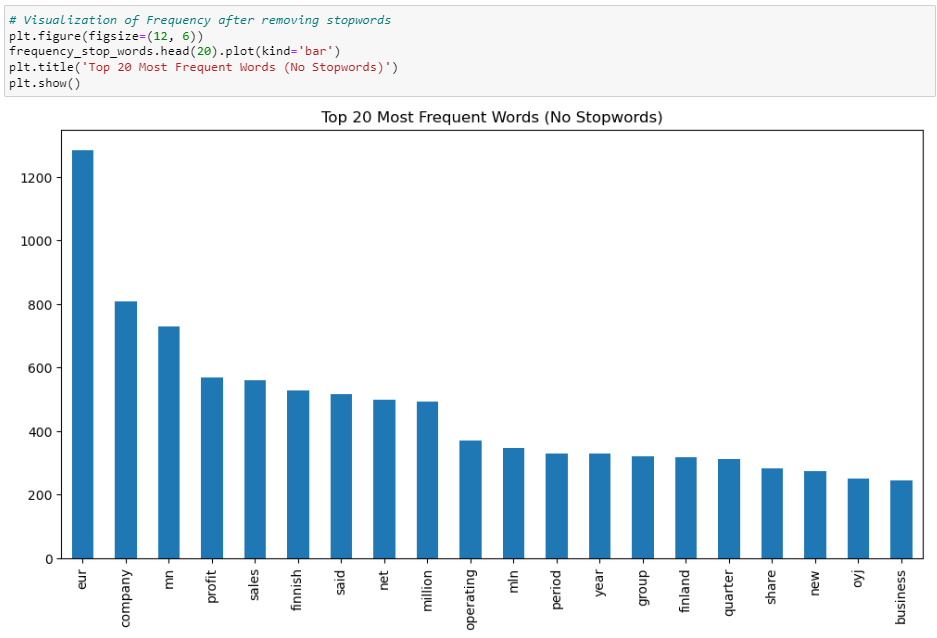 # Visualization of Frequency after removing stopwords
plt.figure(figsize=(12, 6))
frequency_stop_words.head(20).plot(kind='bar')
plt.title('Top 20 Most Frequent Words (No Stopwords)')
plt.show()
Top 20 Most Frequent Words (No Stopwords)
1200
1000
800
600
400
200
0
eur
company
mn
profit
sales
finnish
said
net
million
operating
mln
period
year
group
finland
quarter
share
new
oyj
business